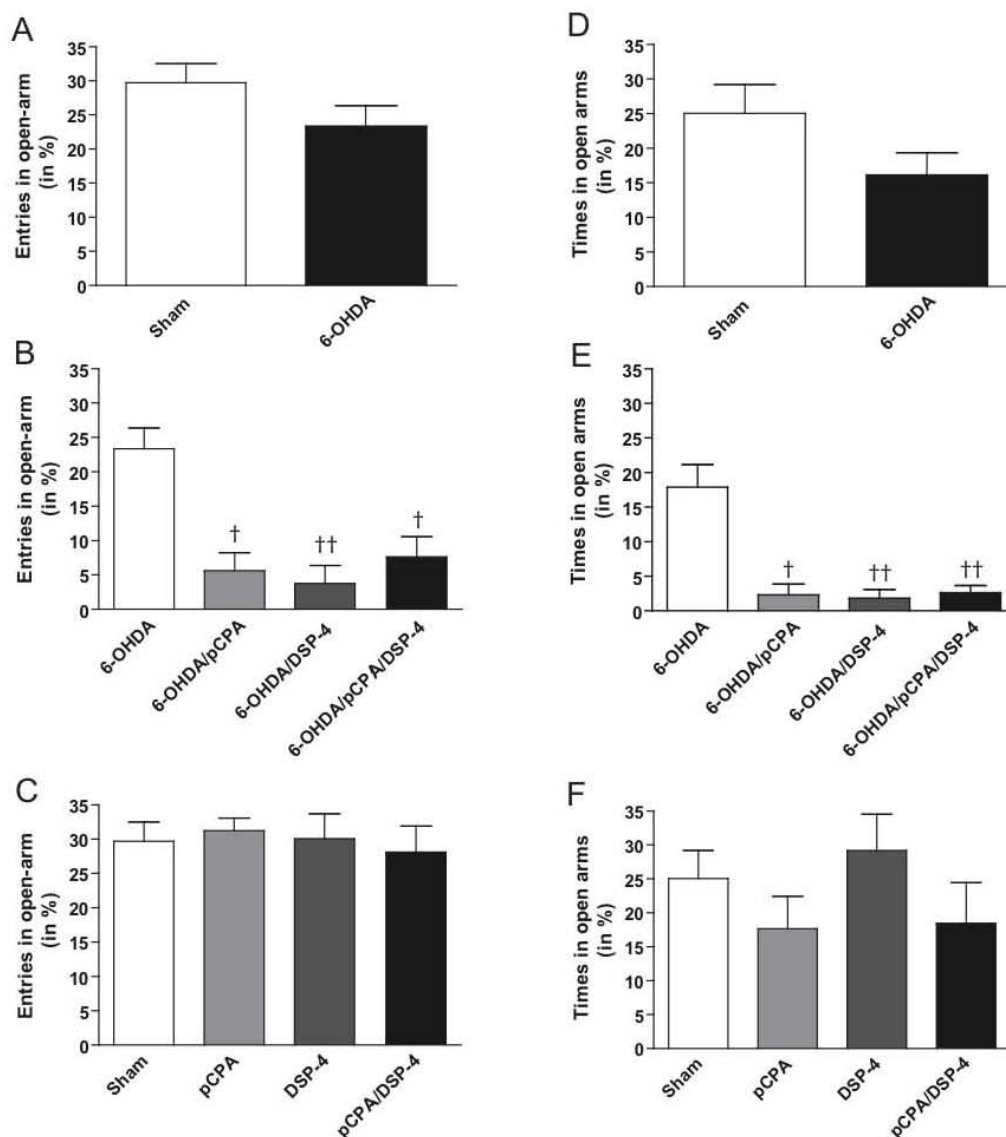 A
Entries in open-arm
(in %)
35
30
25
20
15
10
5
0
Sham
6-OHDA
D
Times in open arms
(in %)
35
30
25
20
15
10
5
0
Sham
6-OHDA
B
Entries in open-arm
(in %)
35
30
25
20
15
10
5
0
†
††
†
6-OHDA
6-OHDA/pCPA
6-OHDA/DSP-4
6-OHDA/pCPA/DSP-4
E
Times in open arms
(in %)
35
30
25
20
15
10
5
0
†
††
††
6-OHDA
6-OHDA/pCPA
6-OHDA/DSP-4
6-OHDA/pCPA/DSP-4
C
Entries in open-arm
(in %)
35
30
25
20
15
10
5
0
Sham
pCPA
DSP-4
pCPA/DSP-4
F
Times in open arms
(in %)
35
30
25
20
15
10
5
0
Sham
pCPA
DSP-4
pCPA/DSP-4